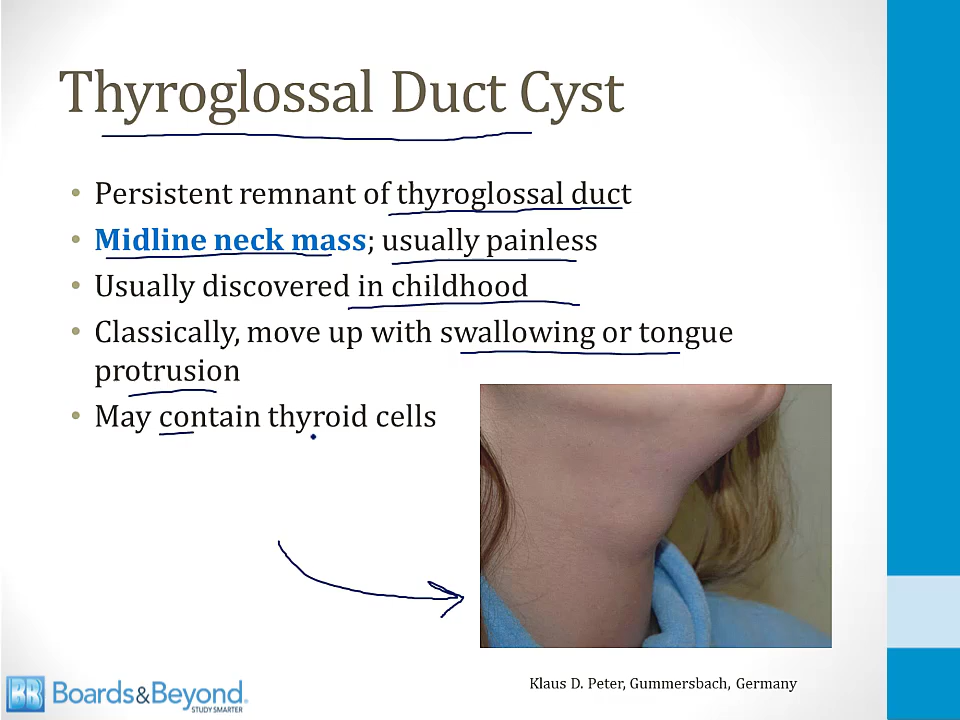 Thyroglossal Duct Cyst
• Persistent remnant of thyroglossal duct
• Midline neck mass; usually painless
• Usually discovered in childhood
• Classically, move up with swallowing or tongue
protrusion
• May contain thyroid cells
Klaus D. Peter, Gummersbach, Germany
BB Boards&Beyond.
STUDY SMARTER